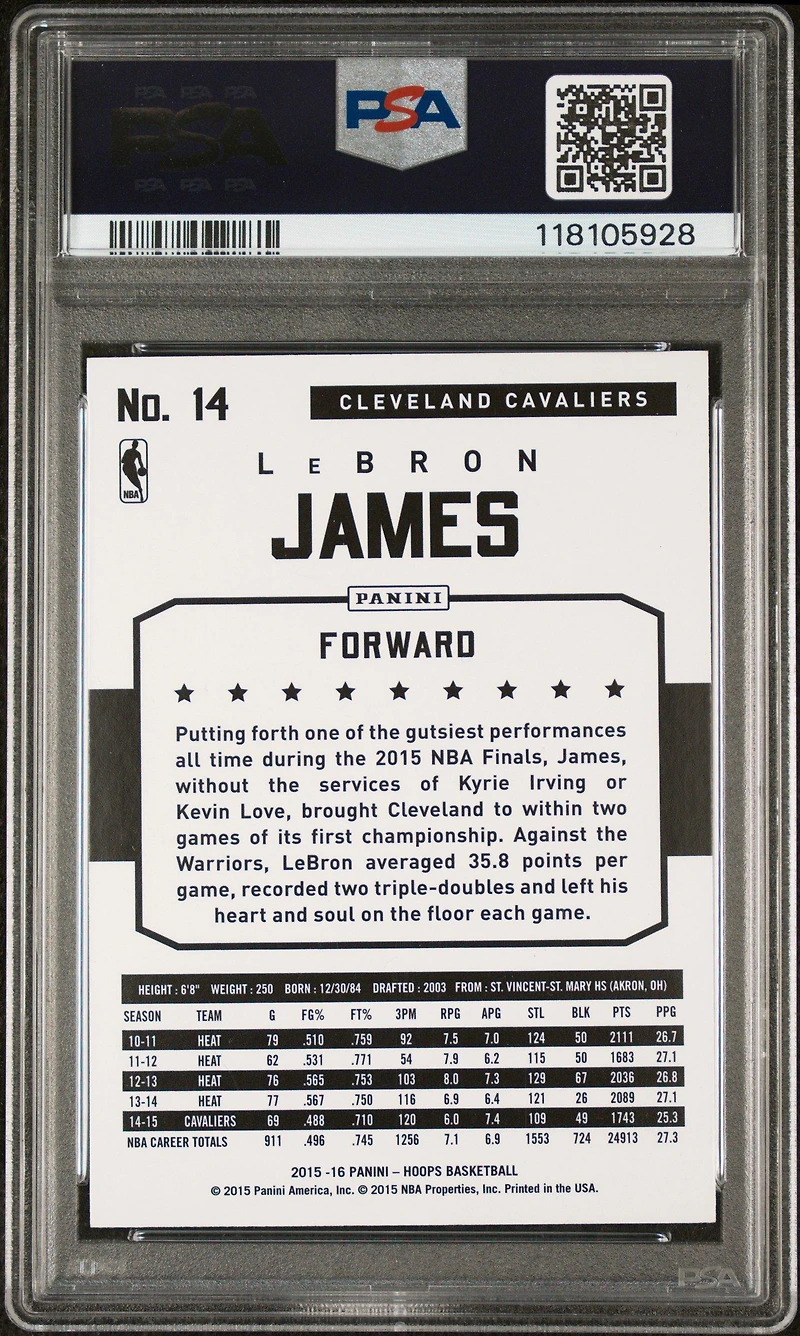 PSA PSA PSA
PSA
PSA PSA PSA
PSA
118105928
No. 14
CLEVELAND CAVALIERS
NBA
LeBRON
JAMES
PANINI
FORWARD
Putting forth one of the gutsiest performances
all time during the 2015 NBA Finals, James,
without the services of Kyrie Irving or
Kevin Love, brought Cleveland to within two
games of its first championship. Against the
Warriors, LeBron averaged 35.8 points per
game, recorded two triple-doubles and left his
heart and soul on the floor each game.
HEIGHT : 6'8" WEIGHT : 250 BORN : 12/30/84 DRAFTED : 2003 FROM : ST. VINCENT-ST. MARY HS (AKRON, OH)
SEASON TEAM G FG% FT% 3PM RPG APG STL BLK PTS PPG
10-11 HEAT 79 .510 .759 92 7.5 7.0 124 50 2111 26.7
11-12 HEAT 62 .531 .771 54 7.9 6.2 115 50 1683 27.1
12-13 HEAT 76 .565 .753 103 8.0 7.3 129 67 2036 26.8
13-14 HEAT 77 .567 .750 116 6.9 6.4 121 26 2089 27.1
14-15 CAVALIERS 69 .488 .710 120 6.0 7.4 109 49 1743 25.3
NBA CAREER TOTALS 911 .496 .745 1256 7.1 6.9 1553 724 24913 27.3
2015 -16 PANINI – HOOPS BASKETBALL
© 2015 Panini America, Inc. © 2015 NBA Properties, Inc. Printed in the USA.
PSA